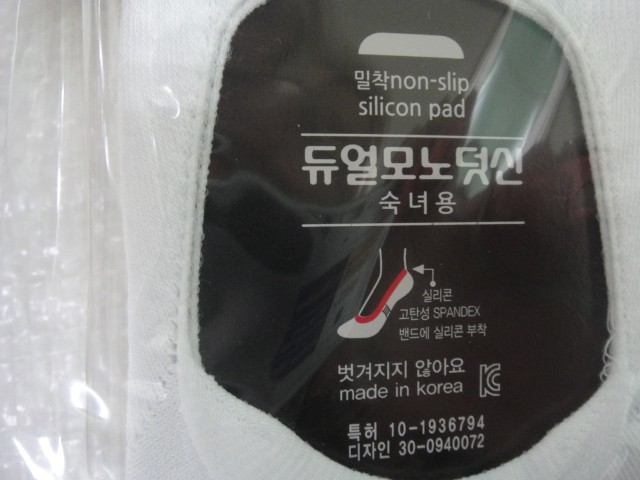 밀착non-slip
silicon pad
듀얼모노덧신
숙녀용
실리콘
고탄성 SPANDEX
밴드에 실리콘 부착
벗겨지지 않아요
made in korea
특허 10-1936794
디자인 30-0940072